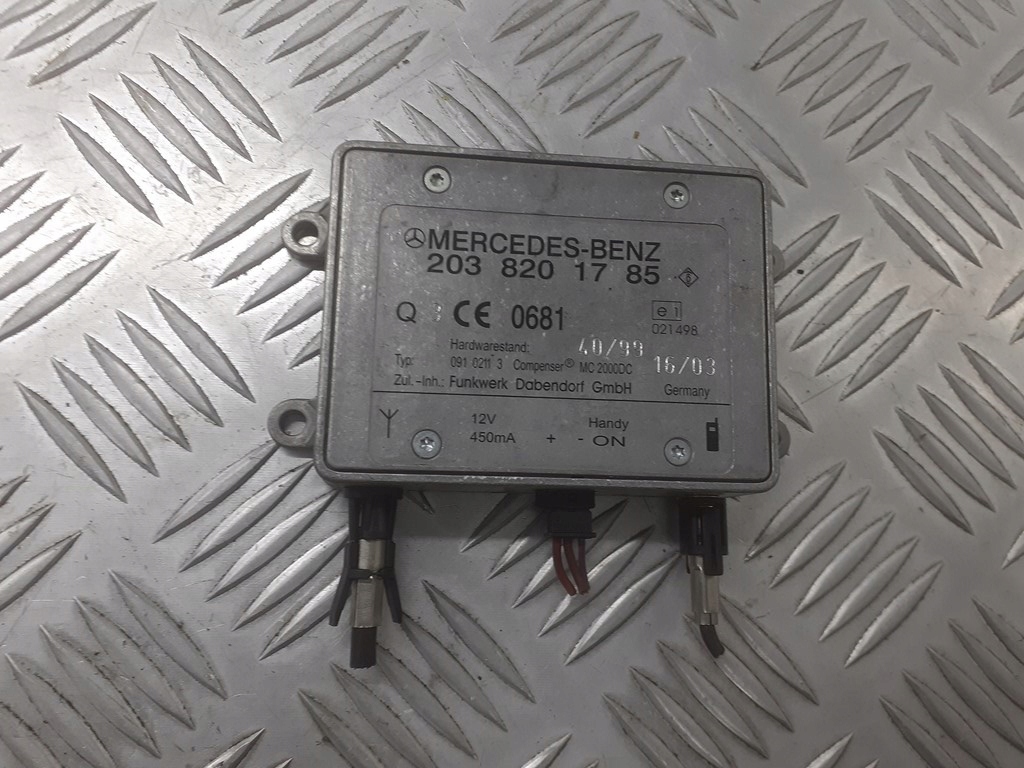 MERCEDES-BENZ
203 820 17 85
Q CE 0681 e1
021498
Hardwarestand: 40/99
Typ: 091 0211 3 Compenser® MC 2000DC 16/03
Zul.-Inh.: Funkwerk Dabendorf GmbH Germany
12V Handy
450mA + - ON